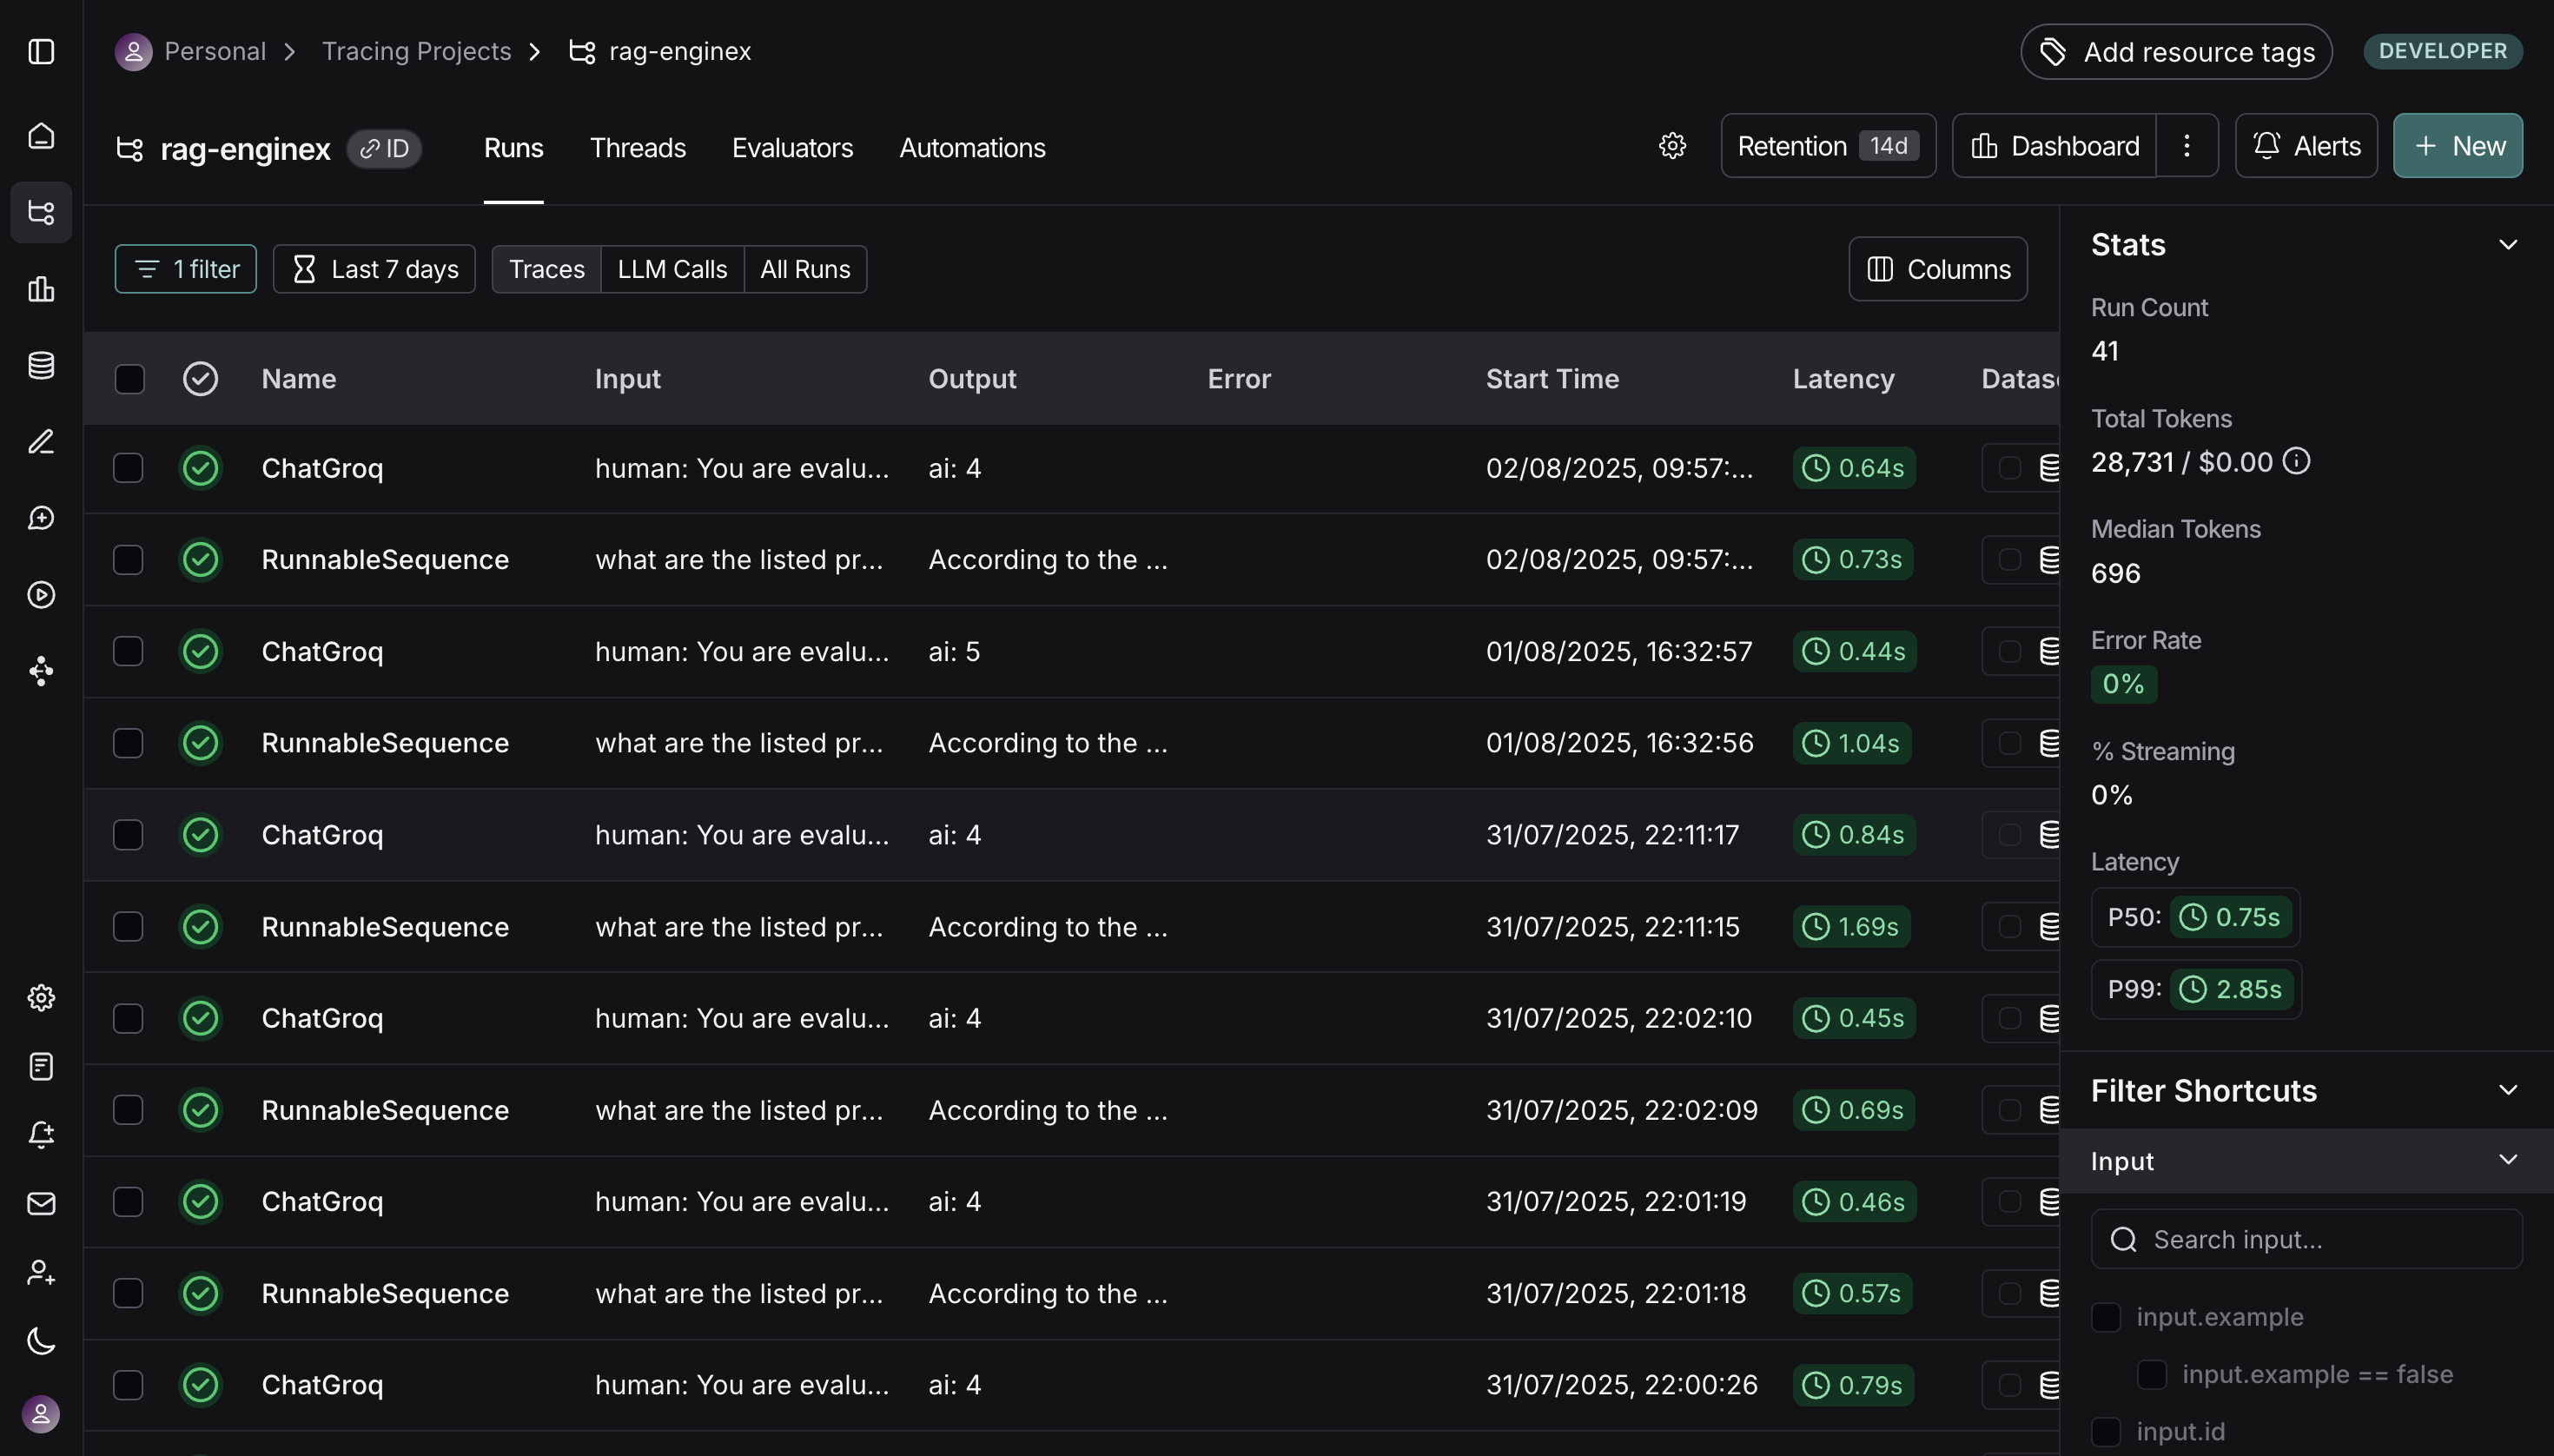 Personal > Tracing Projects > rag-enginex
Add resource tags
DEVELOPER
rag-enginex ID
Runs Threads Evaluators Automations
Retention 14d Dashboard Alerts + New
1 filter Last 7 days Traces LLM Calls All Runs Columns
Name Input Output Error Start Time Latency Datas
ChatGroq human: You are evalu... ai: 4 02/08/2025, 09:57:... 0.64s
RunnableSequence what are the listed pr... According to the ... 02/08/2025, 09:57:... 0.73s
ChatGroq human: You are evalu... ai: 5 01/08/2025, 16:32:57 0.44s
RunnableSequence what are the listed pr... According to the ... 01/08/2025, 16:32:56 1.04s
ChatGroq human: You are evalu... ai: 4 31/07/2025, 22:11:17 0.84s
RunnableSequence what are the listed pr... According to the ... 31/07/2025, 22:11:15 1.69s
ChatGroq human: You are evalu... ai: 4 31/07/2025, 22:02:10 0.45s
RunnableSequence what are the listed pr... According to the ... 31/07/2025, 22:02:09 0.69s
ChatGroq human: You are evalu... ai: 4 31/07/2025, 22:01:19 0.46s
RunnableSequence what are the listed pr... According to the ... 31/07/2025, 22:01:18 0.57s
ChatGroq human: You are evalu... ai: 4 31/07/2025, 22:00:26 0.79s
Stats
Run Count
41
Total Tokens
28,731 / $0.00
Median Tokens
696
Error Rate
0%
% Streaming
0%
Latency
P50: 0.75s
P99: 2.85s
Filter Shortcuts
Input
Search input...
input.example
input.example == false
input.id